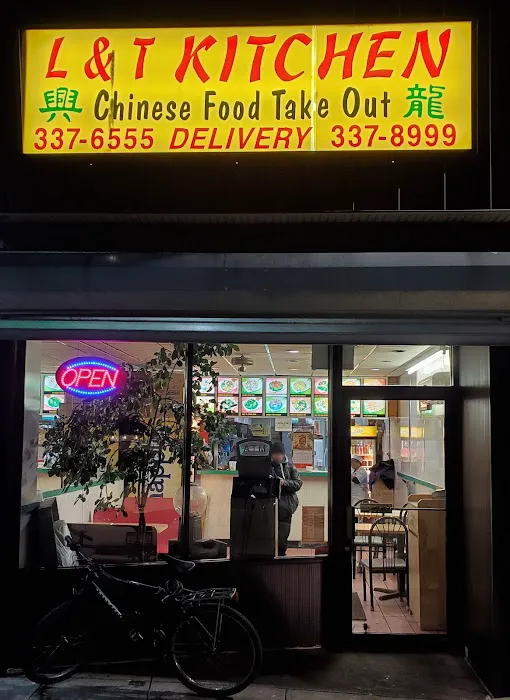 L & T KITCHEN
興 Chinese Food Take Out 龍
337-6555 DELIVERY 337-8999
OPEN